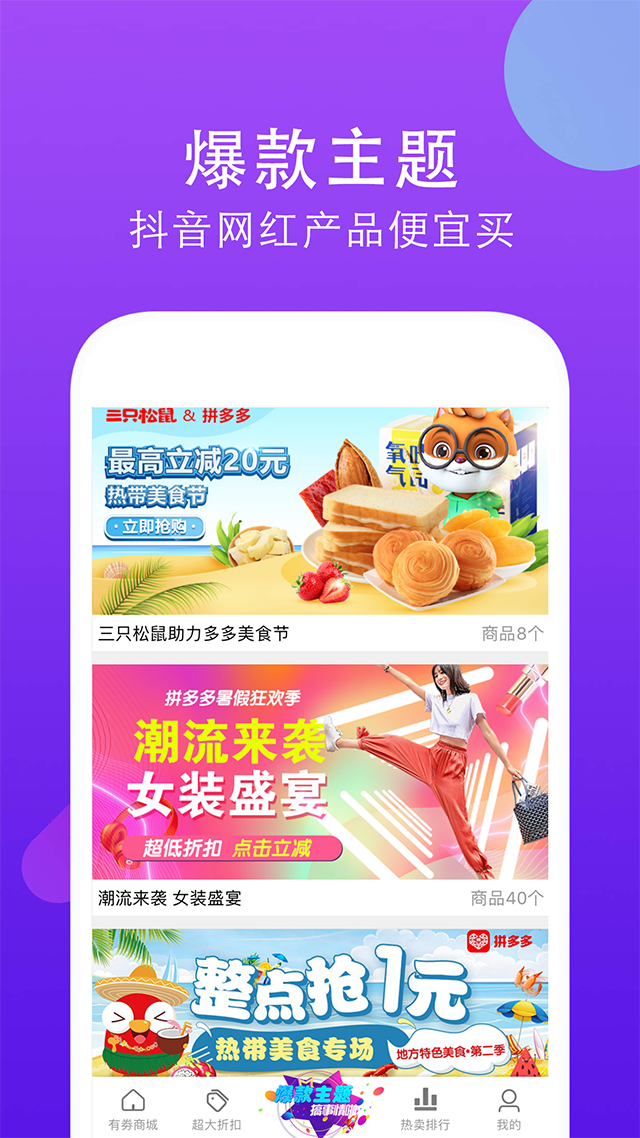 爆款主题
抖音网红产品便宜买
三只松鼠 & 拼多多
最高立减20元
热带美食节
·立即抢购·
三只松鼠助力多多美食节
商品8个
拼多多暑假狂欢季
潮流来袭
女装盛宴
超低折扣 点击立减
潮流来袭 女装盛宴
商品40个
拼多多
整点抢1元
热带美食专场
地方特色美食·第二季
爆款主题
有券商城
超大折扣
热卖排行
我的